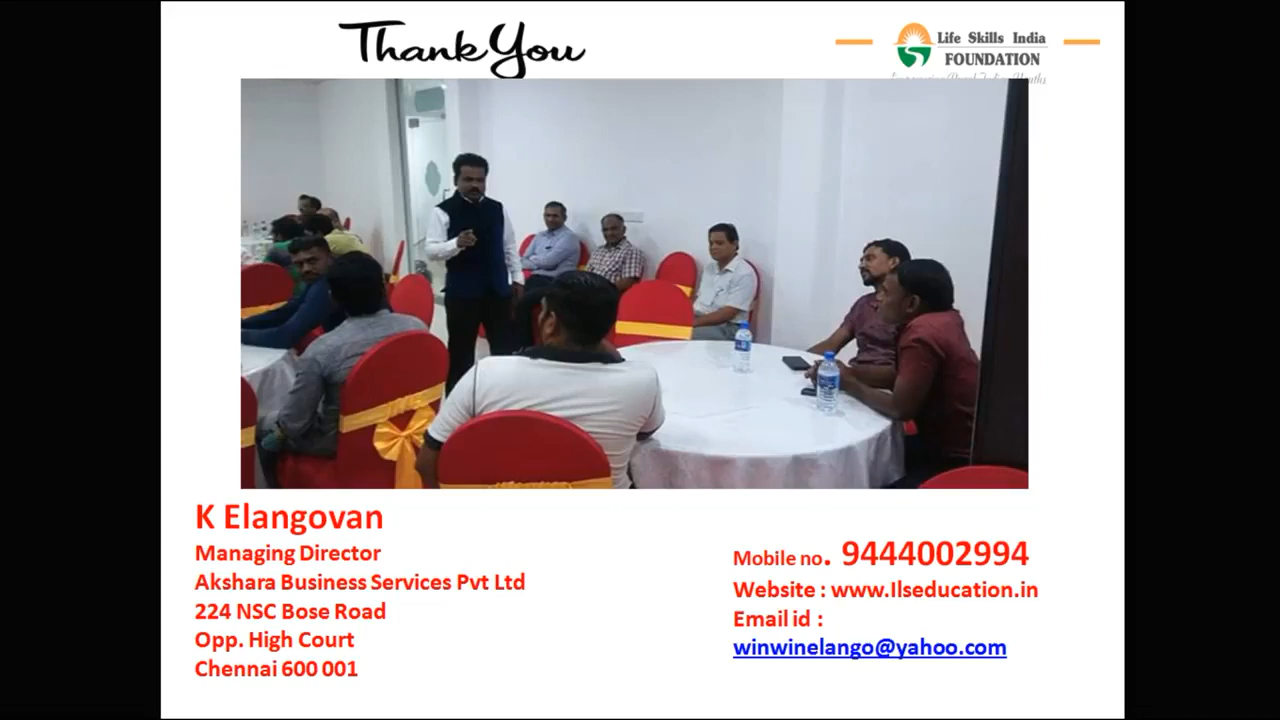 Thank You
Life Skills India
FOUNDATION
K Elangovan
Managing Director
Akshara Business Services Pvt Ltd
224 NSC Bose Road
Opp. High Court
Chennai 600 001
Mobile no. 9444002994
Website : www.Ilseducation.in
Email id :
winwinelango@yahoo.com